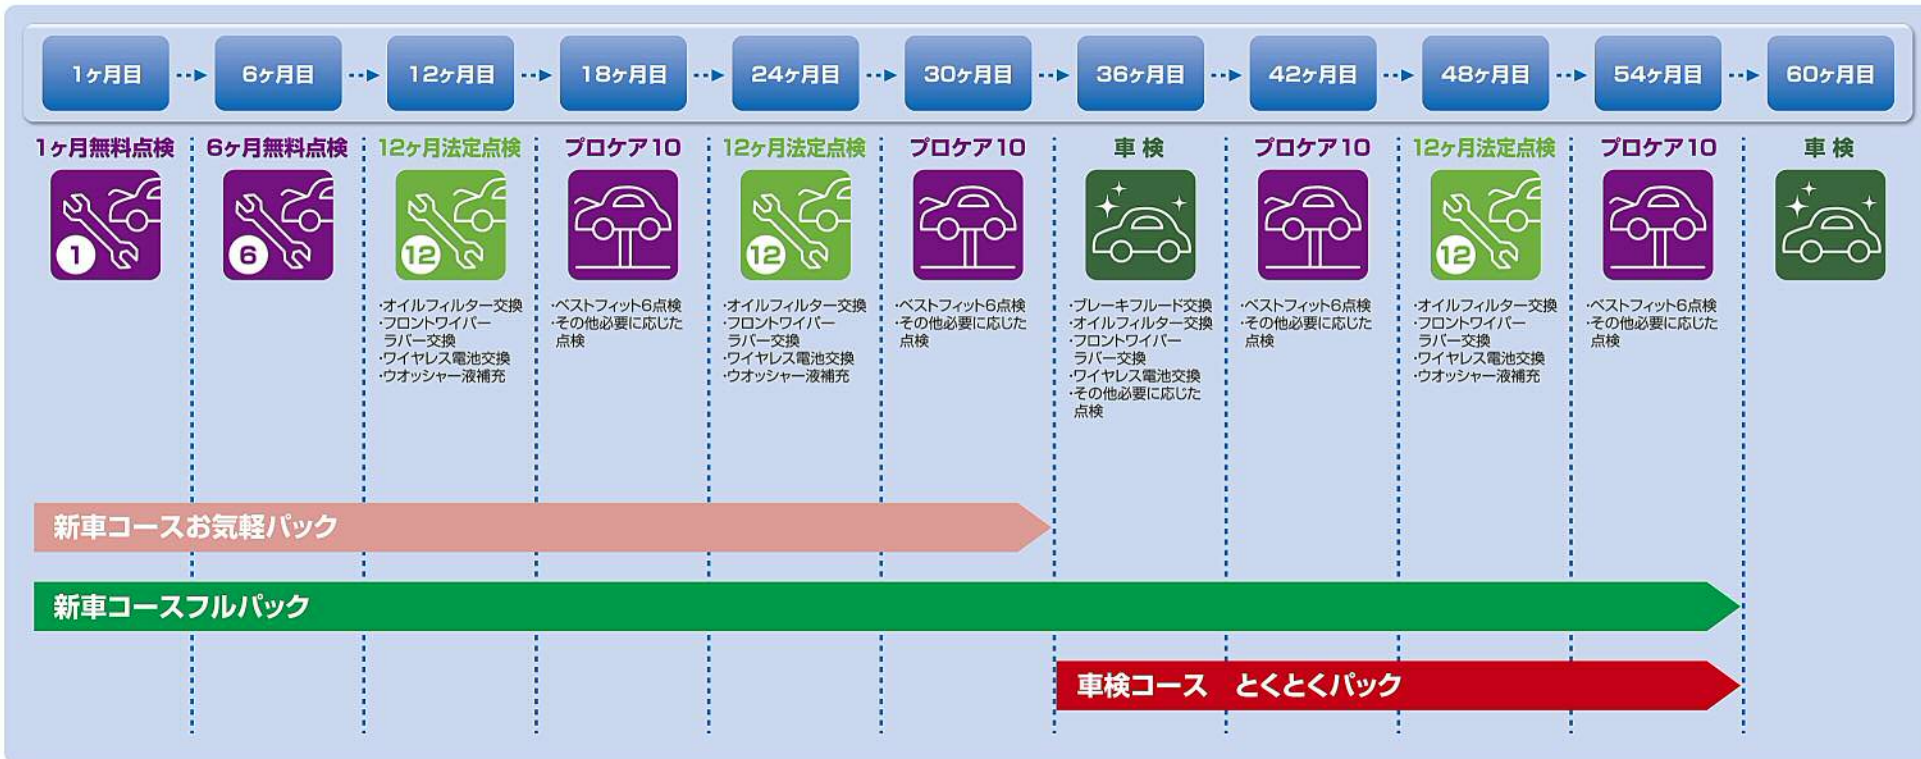 1ヶ月目
6ヶ月目
12ヶ月目
18ヶ月目
24ヶ月目
30ヶ月目
36ヶ月目
42ヶ月目
48ヶ月目
54ヶ月目
60ヶ月目
1ヶ月無料点検
1
6ヶ月無料点検
6
12ヶ月法定点検
12
・オイルフィルター交換
・フロントワイパー
ラバー交換
・ワイヤレス電池交換
・ウオッシャー液補充
プロケア10
・ベストフィット6点検
・その他必要に応じた
点検
12ヶ月法定点検
12
・オイルフィルター交換
・フロントワイパー
ラバー交換
・ワイヤレス電池交換
・ウオッシャー液補充
プロケア10
・ベストフィット6点検
・その他必要に応じた
点検
車検
・ブレーキフルード交換
・オイルフィルター交換
・フロントワイパー
ラバー交換
・ワイヤレス電池交換
・その他必要に応じた
点検
プロケア10
・ベストフィット6点検
・その他必要に応じた
点検
12ヶ月法定点検
12
・オイルフィルター交換
・フロントワイパー
ラバー交換
・ワイヤレス電池交換
・ウオッシャー液補充
プロケア10
・ベストフィット6点検
・その他必要に応じた
点検
車検
新車コースお気軽パック
新車コースフルパック
車検コース とくとくパック